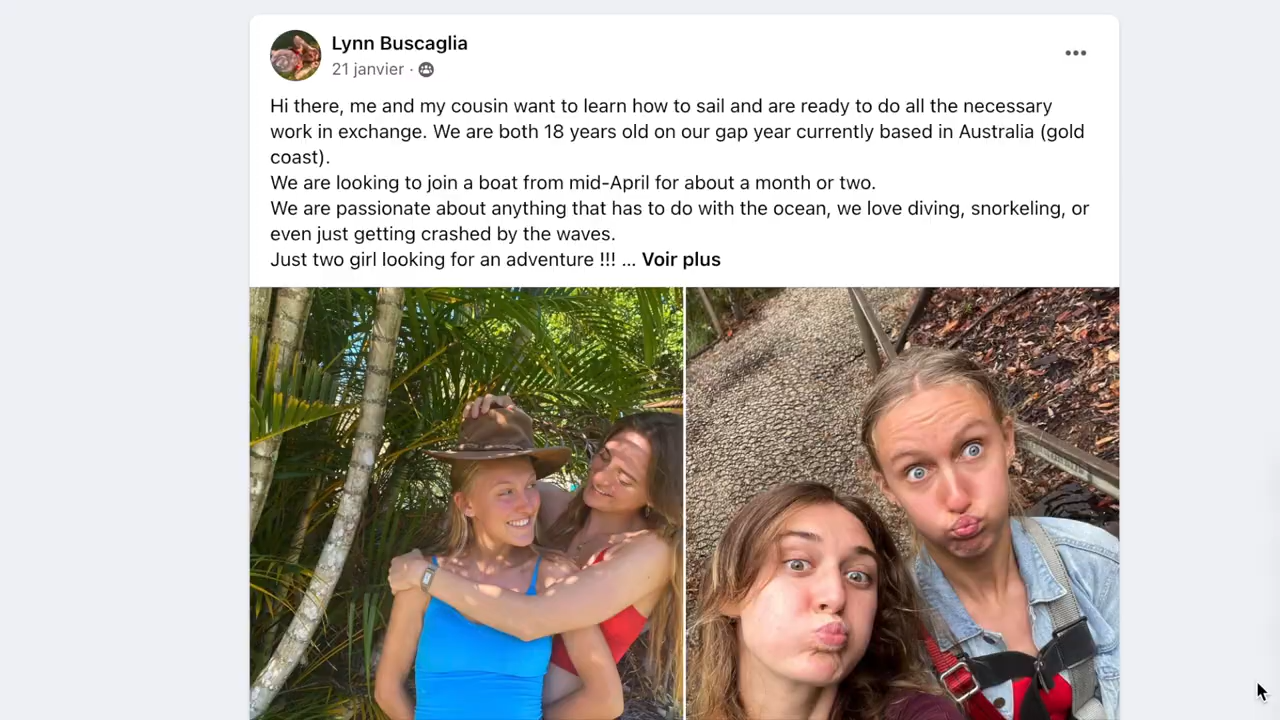 Lynn Buscaglia
21 janvier ·
Hi there, me and my cousin want to learn how to sail and are ready to do all the necessary
work in exchange. We are both 18 years old on our gap year currently based in Australia (gold
coast).
We are looking to join a boat from mid-April for about a month or two.
We are passionate about anything that has to do with the ocean, we love diving, snorkeling, or
even just getting crashed by the waves.
Just two girl looking for an adventure !!! ... Voir plus